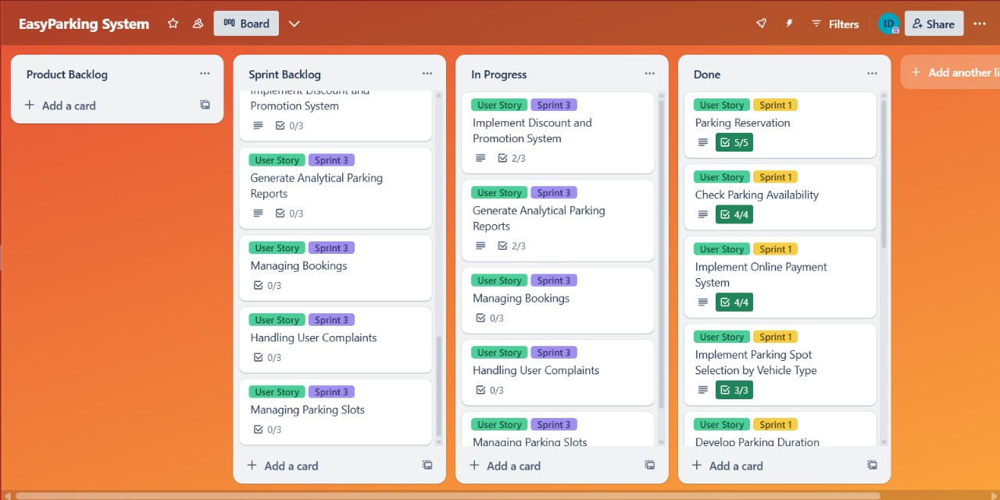 EasyParking System
Board
Filters
ID
Share
Product Backlog
Add a card
Sprint Backlog
Implement Discount and
Promotion System
0/3
User Story Sprint 3
Generate Analytical Parking
Reports
0/3
User Story Sprint 3
Managing Bookings
0/3
User Story Sprint 3
Handling User Complaints
0/3
User Story Sprint 3
Managing Parking Slots
0/3
Add a card
In Progress
User Story Sprint 3
Implement Discount and
Promotion System
2/3
User Story Sprint 3
Generate Analytical Parking
Reports
2/3
User Story Sprint 3
Managing Bookings
0/3
User Story Sprint 3
Handling User Complaints
0/3
User Story Sprint 3
Managing Parking Slots
Add a card
Done
User Story Sprint 1
Parking Reservation
5/5
User Story Sprint 1
Check Parking Availability
4/4
User Story Sprint 1
Implement Online Payment
System
4/4
User Story Sprint 1
Implement Parking Spot
Selection by Vehicle Type
3/3
User Story Sprint 1
Develop Parking Duration
Add a card
Add another li